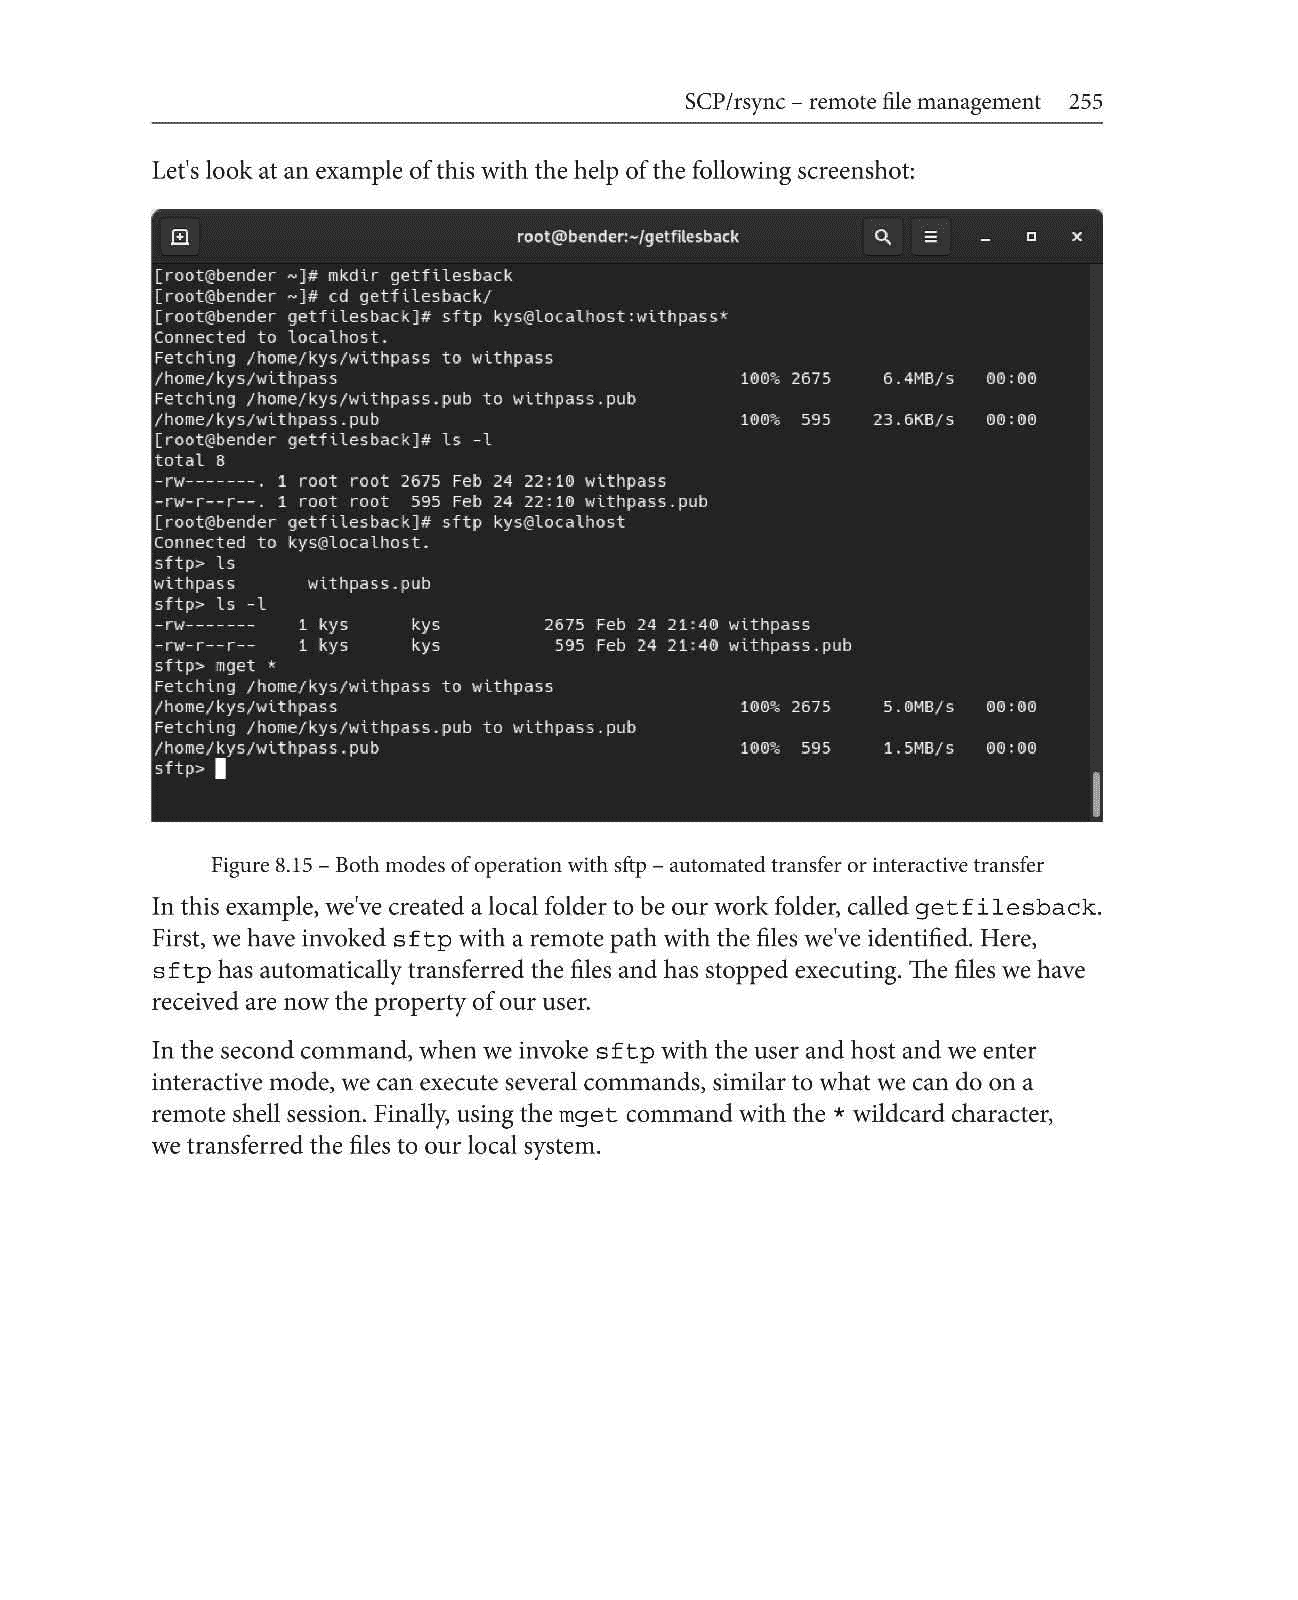 SCP/rsync – remote file management 255
Let's look at an example of this with the help of the following screenshot:
root@bender:~/getfilesback
[root@bender ~]# mkdir getfilesback
[root@bender ~]# cd getfilesback/
[root@bender getfilesback]# sftp kys@localhost:withpass*
Connected to localhost.
Fetching /home/kys/withpass to withpass
/home/kys/withpass 100% 2675 6.4MB/s 00:00
Fetching /home/kys/withpass.pub to withpass.pub
/home/kys/withpass.pub 100% 595 23.6KB/s 00:00
[root@bender getfilesback]# ls -l
total 8
-rw-------. 1 root root 2675 Feb 24 22:10 withpass
-rw-r--r--. 1 root root 595 Feb 24 22:10 withpass.pub
[root@bender getfilesback]# sftp kys@localhost
Connected to kys@localhost.
sftp> ls
withpass withpass.pub
sftp> ls -l
-rw------- 1 kys kys 2675 Feb 24 21:40 withpass
-rw-r--r-- 1 kys kys 595 Feb 24 21:40 withpass.pub
sftp> mget *
Fetching /home/kys/withpass to withpass
/home/kys/withpass 100% 2675 5.0MB/s 00:00
Fetching /home/kys/withpass.pub to withpass.pub
/home/kys/withpass.pub 100% 595 1.5MB/s 00:00
sftp>
Figure 8.15 – Both modes of operation with sftp – automated transfer or interactive transfer
In this example, we've created a local folder to be our work folder, called getfilesback.
First, we have invoked sftp with a remote path with the files we've identified. Here,
sftp has automatically transferred the files and has stopped executing. The files we have
received are now the property of our user.
In the second command, when we invoke sftp with the user and host and we enter
interactive mode, we can execute several commands, similar to what we can do on a
remote shell session. Finally, using the mget command with the * wildcard character,
we transferred the files to our local system.